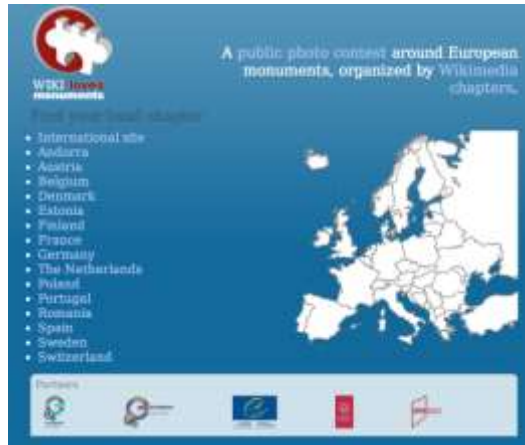 A public photo contest around European
monuments, organized by Wikimedia
chapters.
WIKI loves
monuments
Find your local chapter
International site
Andorra
Austria
Belgium
Denmark
Estonia
Finland
France
Germany
The Netherlands
Poland
Portugal
Romania
Spain
Sweden
Switzerland
Partners